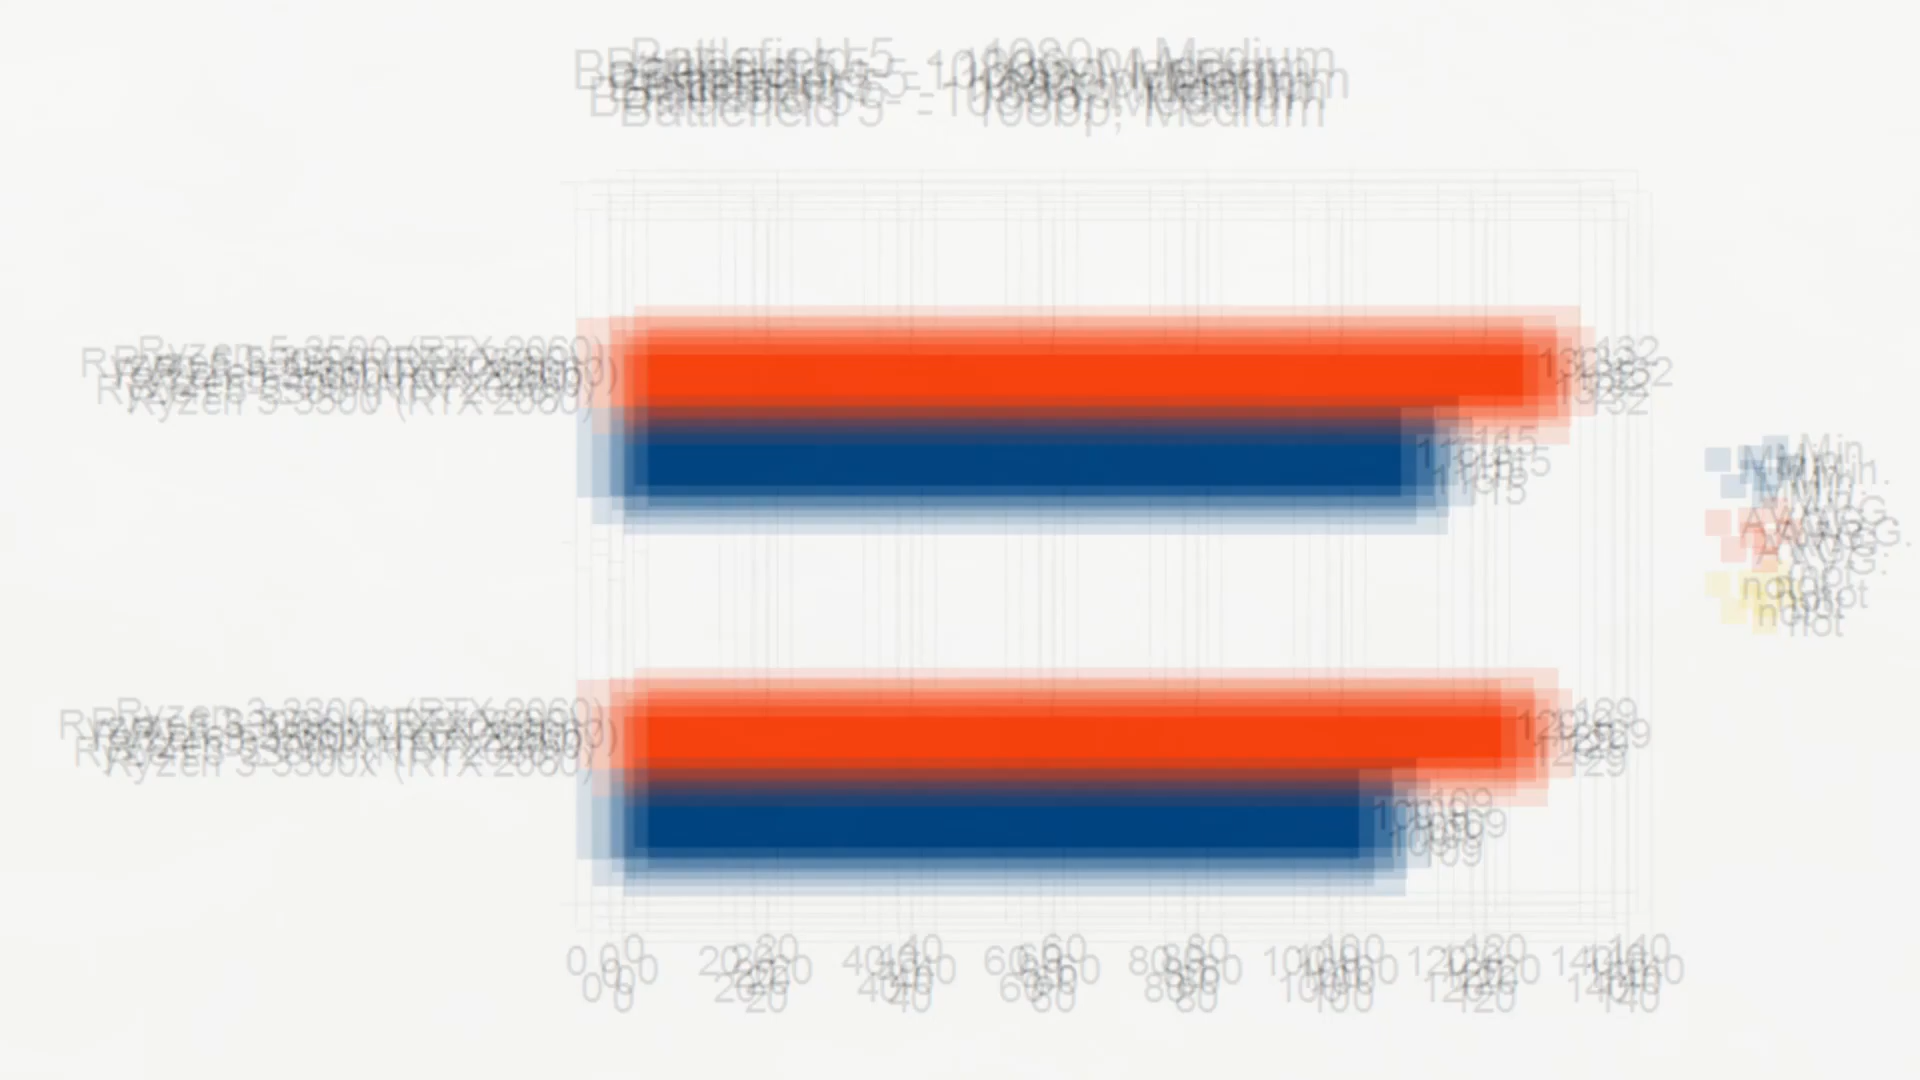 Battlefield 5 - 1080p, Medium
Ryzen 5 3500 (RTX 2060)
132
115
Min.
AVG.
not
Ryzen 3 3300x (RTX 2060)
129
109
0 20 40 60 80 100 120 140